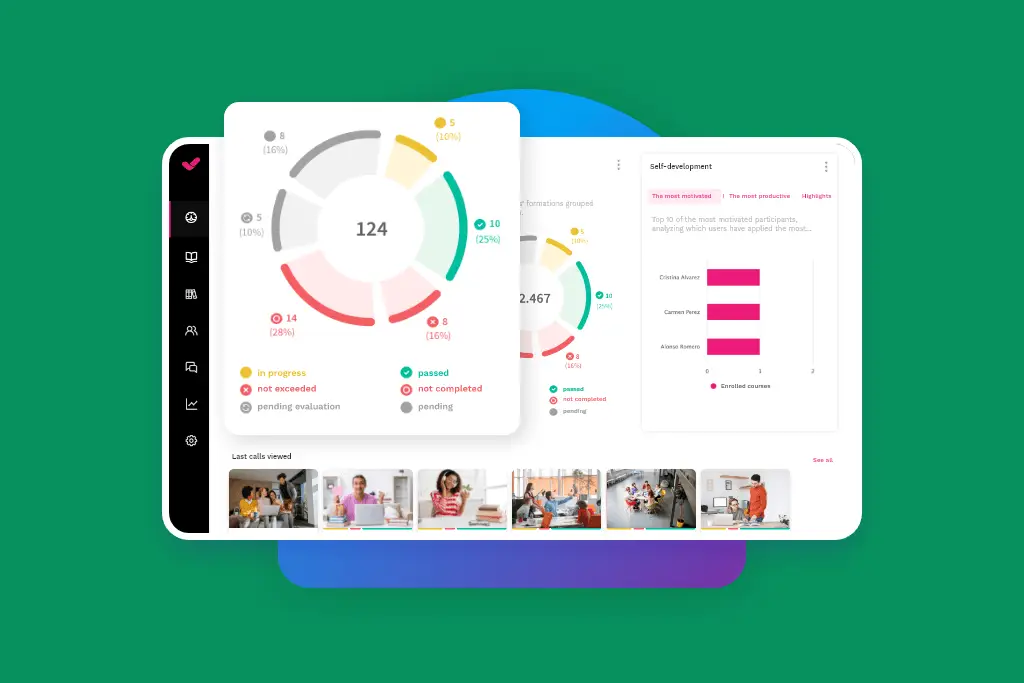 5
(10%)
8
(16%)
5
(10%)
124
10
(25%)
14
(28%)
8
(16%)
in progress
passed
not exceeded
not completed
pending evaluation
pending
formations grouped
5
(10%)
2.467
10
(25%)
8
(16%)
passed
not completed
pending
Self-development
The most motivated
The most productive
Highlights
Top 10 of the most motivated participants,
analyzing which users have applied the most...
Cristina Alvarez
Carmen Perez
Alonso Romero
0 1 2
Enrolled courses
Last calls viewed
See all